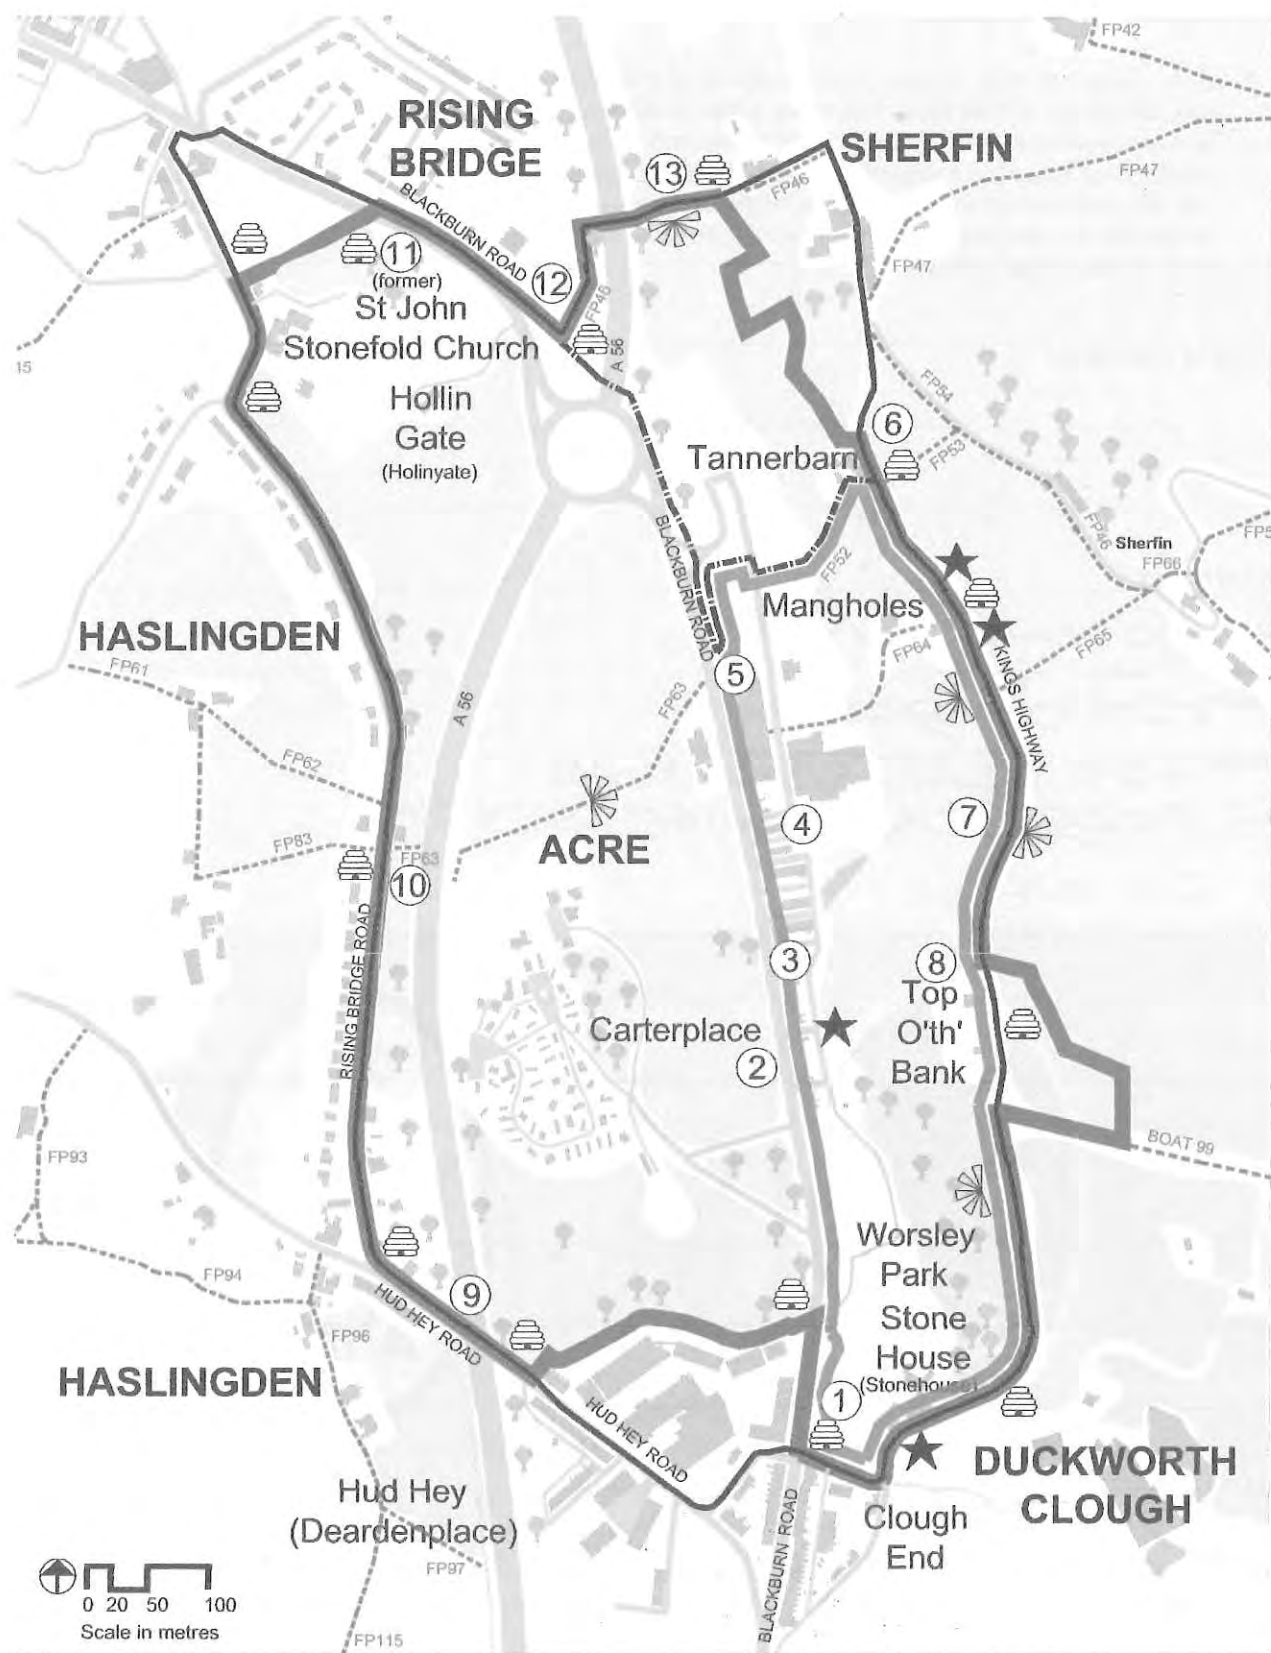 FP42
RISING
BRIDGE
SHERFIN
13
FP46
FP47
BLACKBURN ROAD
11
(former)
St John
Stonefold Church
12
FP46
A 56
FP47
15
Hollin
Gate
(Holinyate)
FP54
6
Tannerbarn
FP53
BLACKBURN ROAD
FP52
FP46
Sherfin
FP66
Mangholes
HASLINGDEN
FP61
FP64
FP65
KINGS HIGHWAY
5
A 56
FP63
FP62
7
4
ACRE
FP83
FP63
10
RISING BRIDGE ROAD
3
8
Top
O'th'
Bank
Carterplace
2
BOAT 99
FP93
Worsley
Park
FP94
9
HUD HEY ROAD
FP96
Stone
House
(Stonehouse)
HASLINGDEN
1
HUD HEY ROAD
DUCKWORTH
CLOUGH
Hud Hey
(Deardenplace)
Clough
End
BLACKBURN ROAD
FP97
0 20 50 100
Scale in metres
FP115